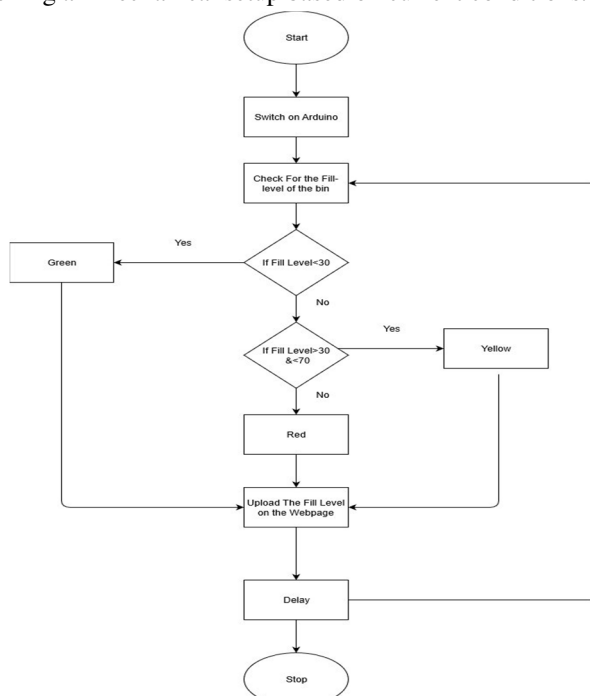 Start
Switch on Arduino
Check For the Fill-
level of the bin
Yes
Green
If Fill Level<30
No
If Fill Level>30
&<70
Yes
Yellow
No
Red
Upload The Fill Level
on the Webpage
Delay
Stop